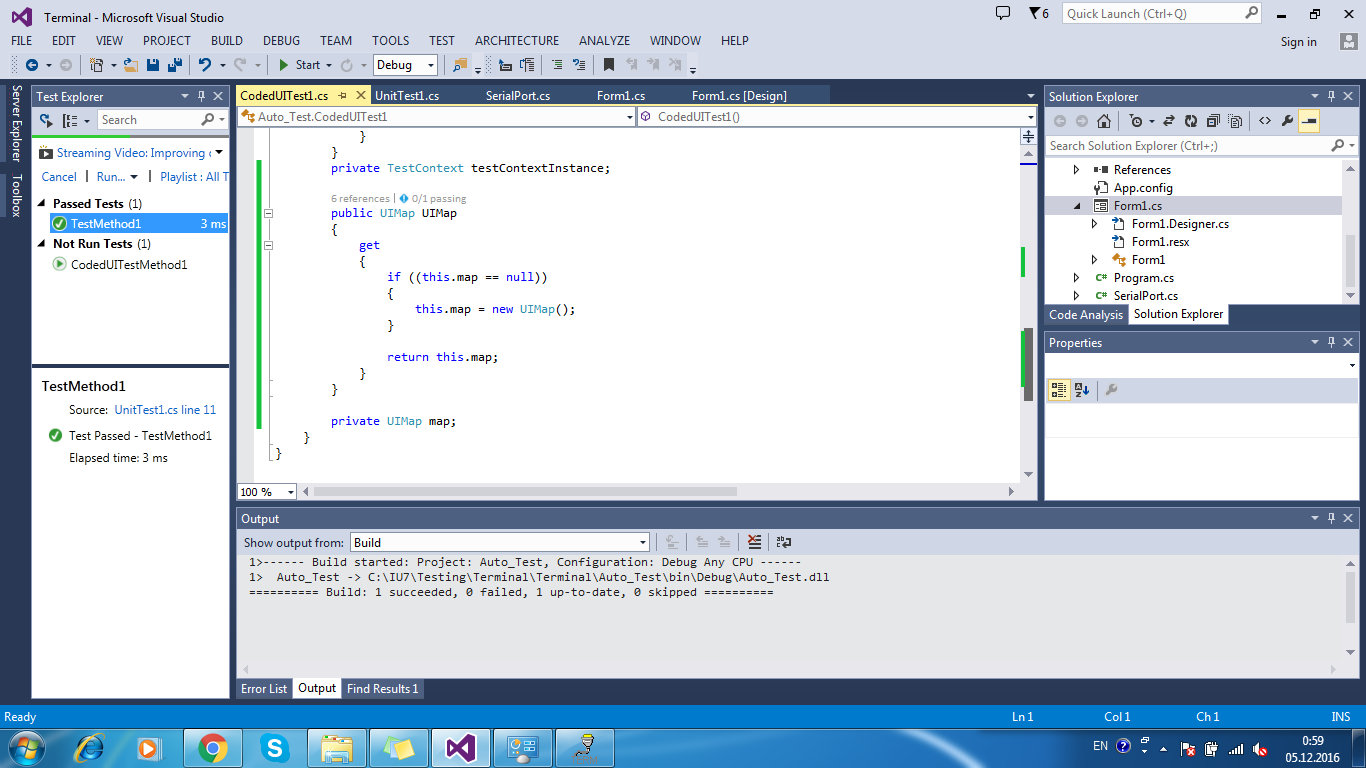 Terminal - Microsoft Visual Studio
6
Quick Launch (Ctrl+Q)
FILE EDIT VIEW PROJECT BUILD DEBUG TEAM TOOLS TEST ARCHITECTURE ANALYZE WINDOW HELP
Sign in
Start
Debug
Server Explorer
Toolbox
Test Explorer
Search
Streaming Video: Improving
Cancel | Run... | Playlist : All T
Passed Tests (1)
TestMethod1 3 ms
Not Run Tests (1)
CodedUITestMethod1
TestMethod1
Source: UnitTest1.cs line 11
Test Passed - TestMethod1
Elapsed time: 3 ms
CodedUITest1.cs UnitTest1.cs SerialPort.cs Form1.cs Form1.cs [Design]
Auto_Test.CodedUITest1 CodedUITest1()
}
}
private TestContext testContextInstance;
6 references | 0/1 passing
public UIMap UIMap
{
get
{
if ((this.map == null))
{
this.map = new UIMap();
}
return this.map;
}
}
private UIMap map;
}
}
100 %
Solution Explorer
Search Solution Explorer (Ctrl+;)
References
App.config
Form1.cs
Form1.Designer.cs
Form1.resx
Form1
C# Program.cs
C# SerialPort.cs
Code Analysis Solution Explorer
Properties
Output
Show output from: Build
1>------ Build started: Project: Auto_Test, Configuration: Debug Any CPU ------
1>  Auto_Test -> C:\IU7\Testing\Terminal\Terminal\Auto_Test\bin\Debug\Auto_Test.dll
========== Build: 1 succeeded, 0 failed, 1 up-to-date, 0 skipped ==========
Error List Output Find Results 1
Ready Ln 1 Col 1 Ch 1 INS
EN
0:59
05.12.2016